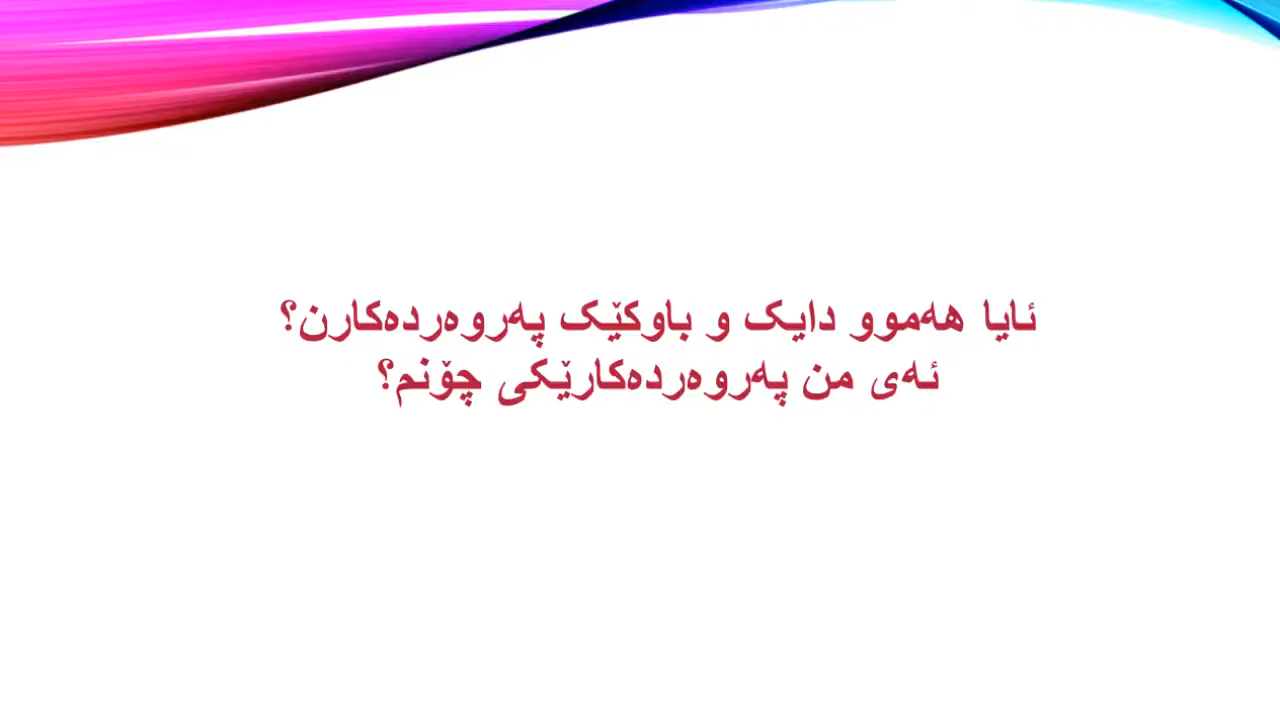 ئایا هەموو دایک و باوکێک پەروەردەکارن؟
ئەی من پەروەردەکارێکی چۆنم؟